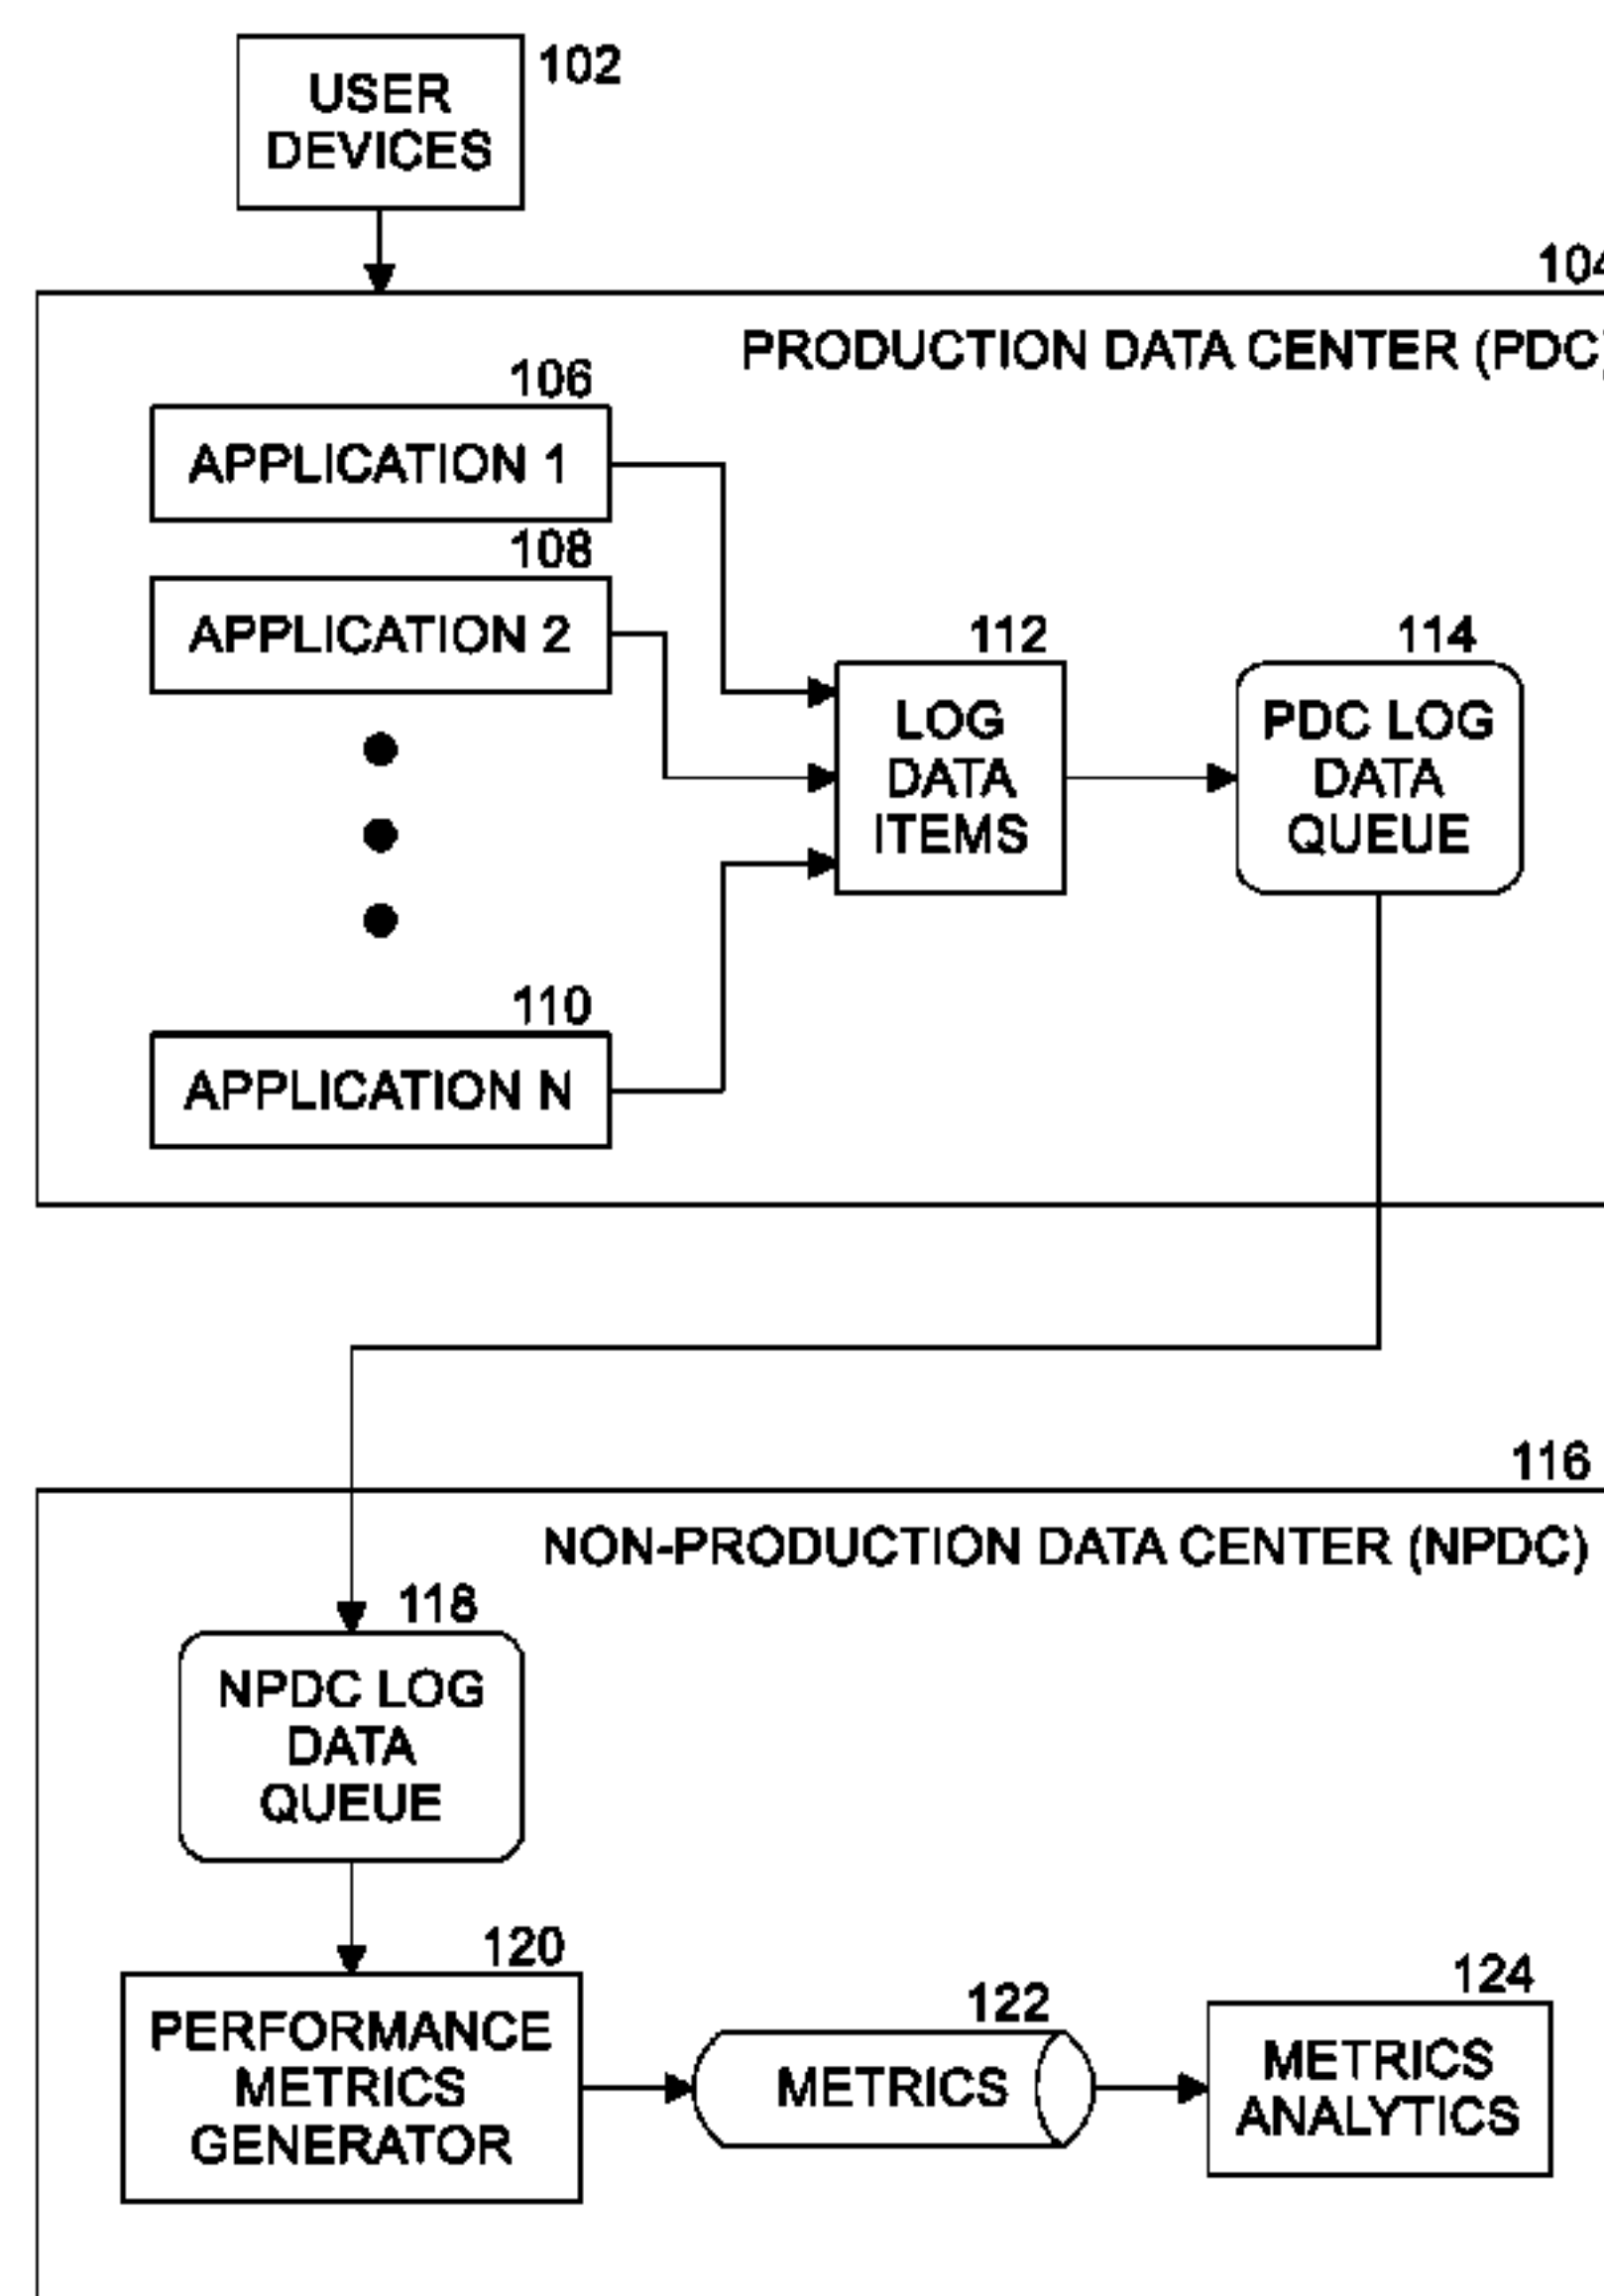 102
USER
DEVICES
104
PRODUCTION DATA CENTER (PDC)
106
APPLICATION 1
108
APPLICATION 2
112
LOG
DATA
ITEMS
114
PDC LOG
DATA
QUEUE
110
APPLICATION N
116
NON-PRODUCTION DATA CENTER (NPDC)
118
NPDC LOG
DATA
QUEUE
120
PERFORMANCE
METRICS
GENERATOR
122
METRICS
124
METRICS
ANALYTICS